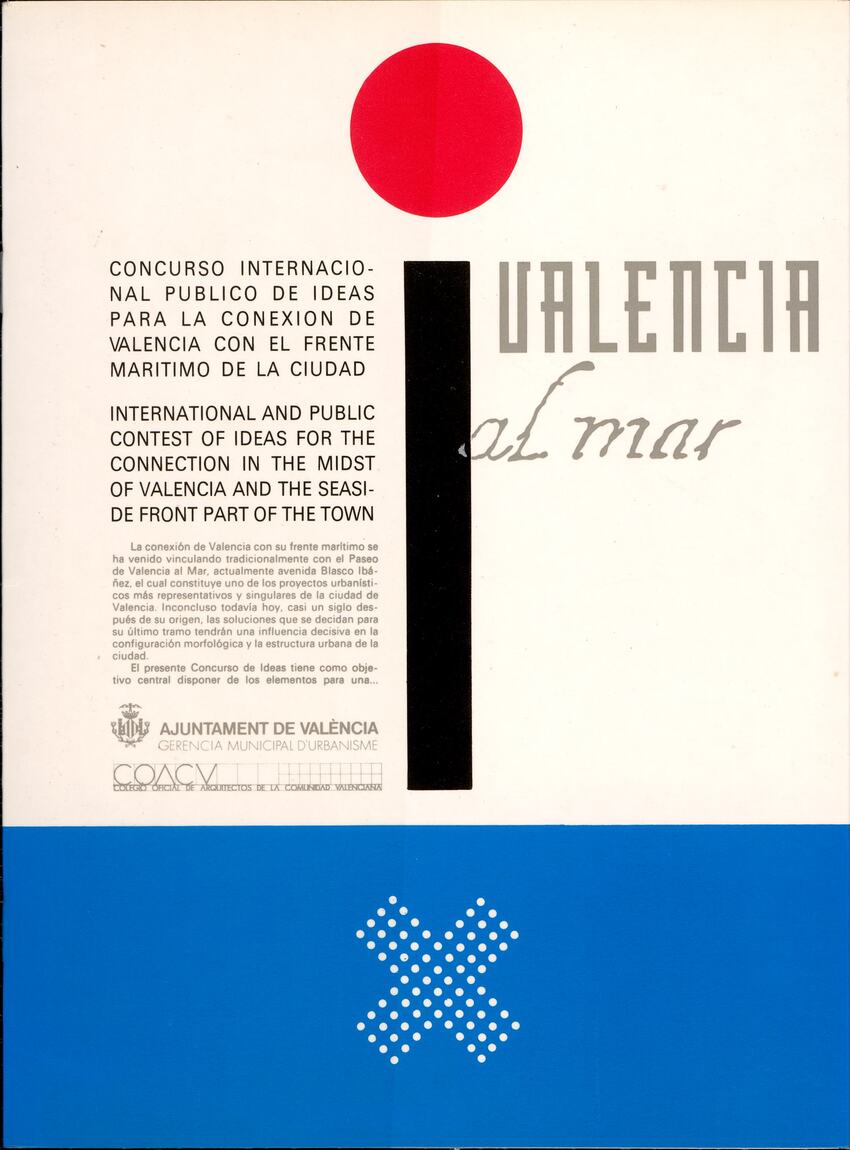 CONCURSO INTERNACIO-
NAL PUBLICO DE IDEAS
PARA LA CONEXION DE
VALENCIA CON EL FRENTE
MARITIMO DE LA CIUDAD
INTERNATIONAL AND PUBLIC
CONTEST OF IDEAS FOR THE
CONNECTION IN THE MIDST
OF VALENCIA AND THE SEASI-
DE FRONT PART OF THE TOWN
La conexión de Valencia con su frente marítimo se
ha venido vinculando tradicionalmente con el Paseo
de Valencia al Mar, actualmente avenida Blasco Ibá-
ñez, el cual constituye uno de los proyectos urbanísti-
cos más representativos y singulares de la ciudad de
Valencia. Inconcluso todavía hoy, casi un siglo des-
pués de su origen, las soluciones que se decidan para
su último tramo tendrán una influencia decisiva en la
configuración morfológica y la estructura urbana de la
ciudad.
El presente Concurso de Ideas tiene como obje-
tivo central disponer de los elementos para una...
AJUNTAMENT DE VALÈNCIA
GERENCIA MUNICIPAL D'URBANISME
COACV
COLEGIO OFICIAL DE ARQUITECTOS DE LA COMUNIDAD VALENCIANA
VALENCIA
al mar